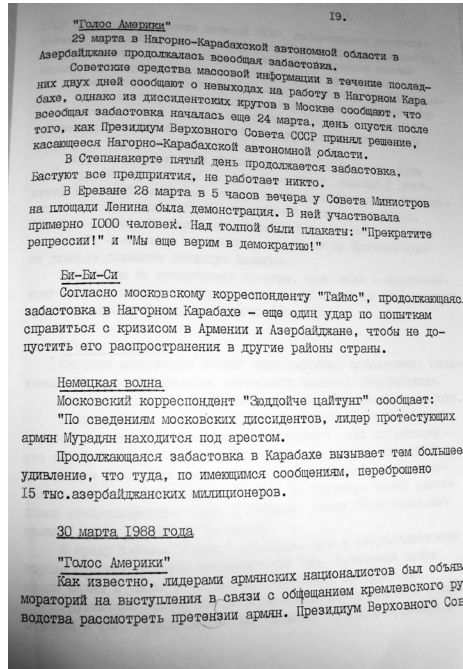 19.
"Голос Америки"
29 марта в Нагорно-Карабахской автономной области в
Азербайджане продолжалась всеобщая забастовка.
Советские средства массовой информации в течение послед-
них двух дней сообщают о невыходах на работу в Нагорном Кара
бахе, однако из диссидентских кругов в Москве сообщают, что
всеобщая забастовка началась еще 24 марта, день спустя после
того, как Президиум Верховного Совета СССР принял решение,
касающееся Нагорно-Карабахской автономной области.
В Степанакерте пятый день продолжается забастовка,
Бастуют все предприятия, не работает никто.
В Ереване 28 марта в 5 часов вечера у Совета Министров
на площади Ленина была демонстрация. В ней участвовала
примерно 1000 человек. Над толпой были плакаты: "Прекратите
репрессии!" и "Мы еще верим в демократию!"
Би-Би-Си
Согласно московскому корреспонденту "Таймс", продолжающаяс
забастовка в Нагорном Карабахе - еще один удар по попыткам
справиться с кризисом в Армении и Азербайджане, чтобы не до-
пустить его распространения в другие районы страны.
Немецкая волна
Московский корреспондент "Зюддойче цайтунг" сообщает:
"По сведениям московских диссидентов, лидер протестующих
армян Мурадян находится под арестом.
Продолжающаяся забастовка в Карабахе вызывает тем большее
удивление, что туда, по имеющимся сообщениям, переброшено
15 тыс.азербайджанских милиционеров.
30 марта 1988 года
"Голос Америки"
Как известно, лидерами армянских националистов был объяв
мораторий на выступления в связи с общещанием кремлевского ру
водства рассмотреть претензии армян. Президиум Верховного Сов